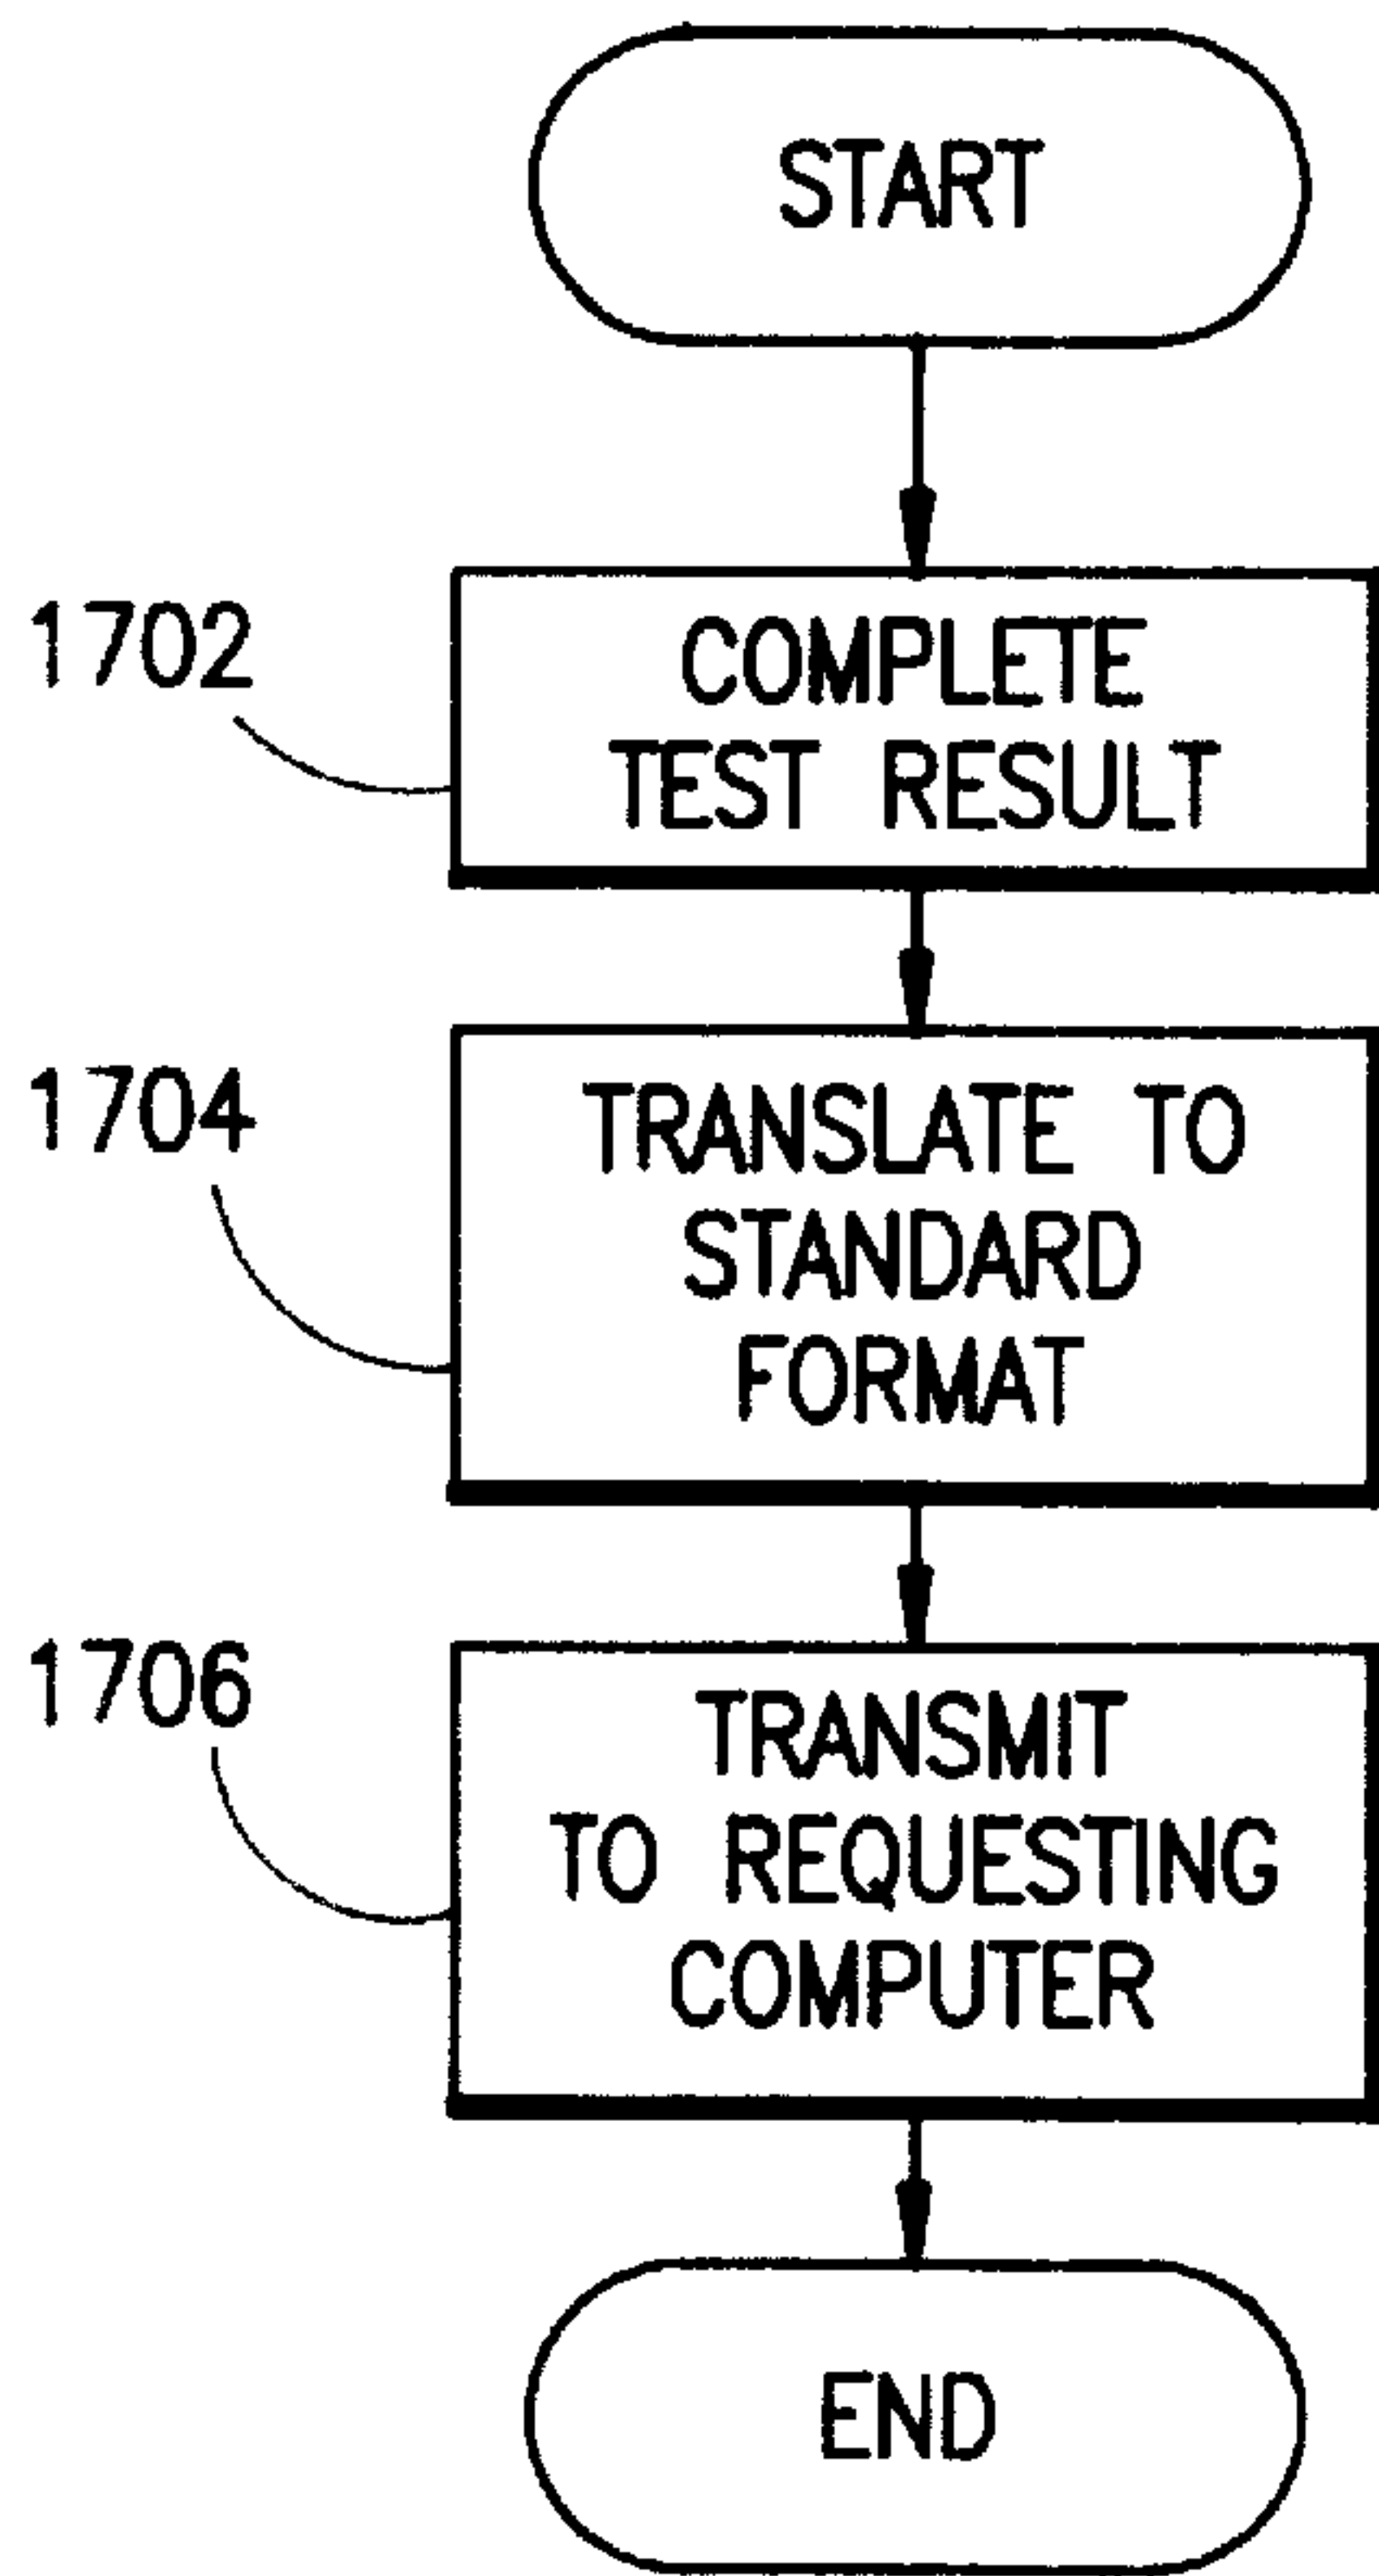 START
1702
COMPLETE
TEST RESULT
1704
TRANSLATE TO
STANDARD
FORMAT
1706
TRANSMIT
TO REQUESTING
COMPUTER
END